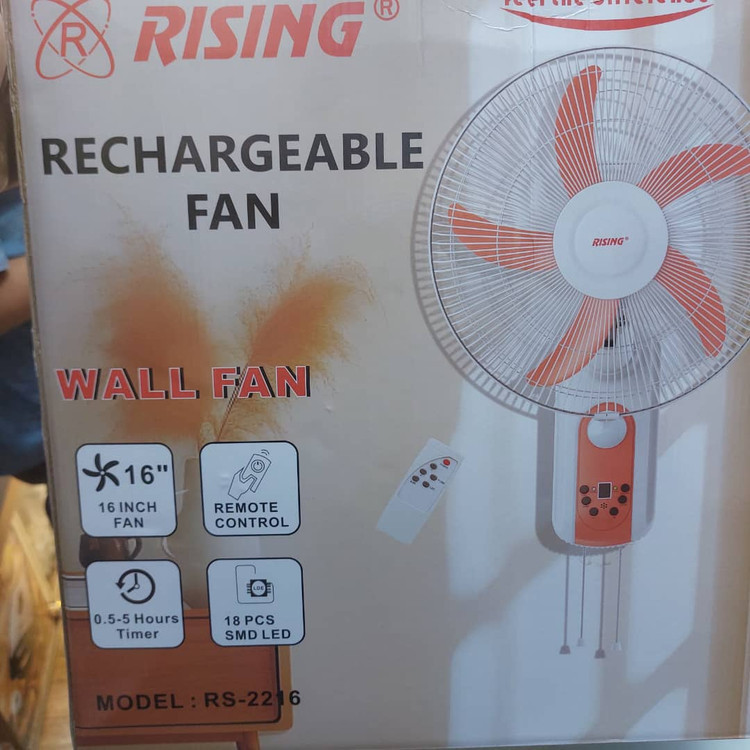 R
RISING®
RECHARGEABLE
FAN
RISING®
WALL FAN
16"
16 INCH
FAN
REMOTE
CONTROL
0.5-5 Hours
Timer
18 PCS
SMD LED
MODEL : RS-2216